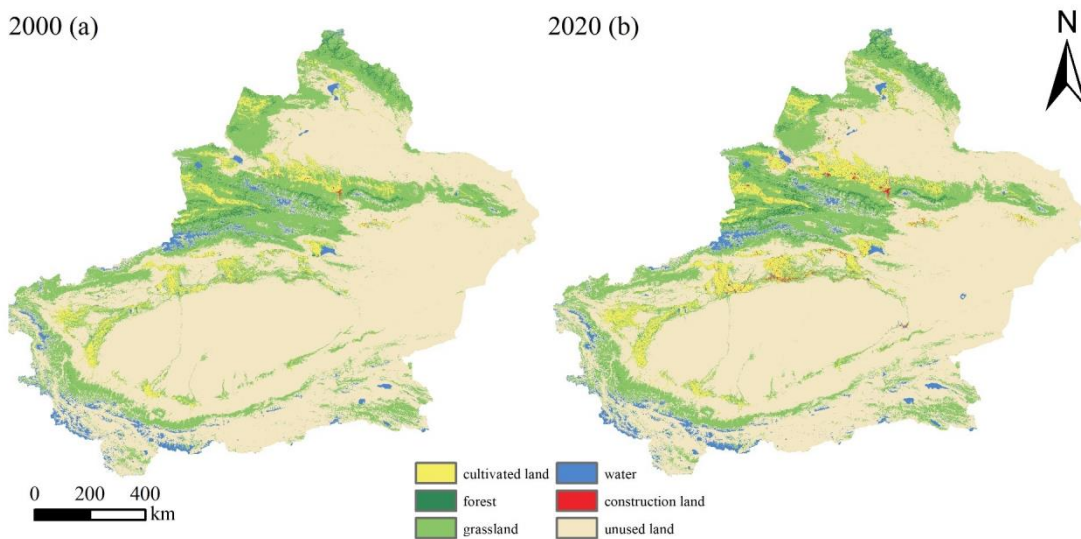 2000 (a)
2020 (b)
N
cultivated land
water
forest
construction land
grassland
unused land
0 200 400
km